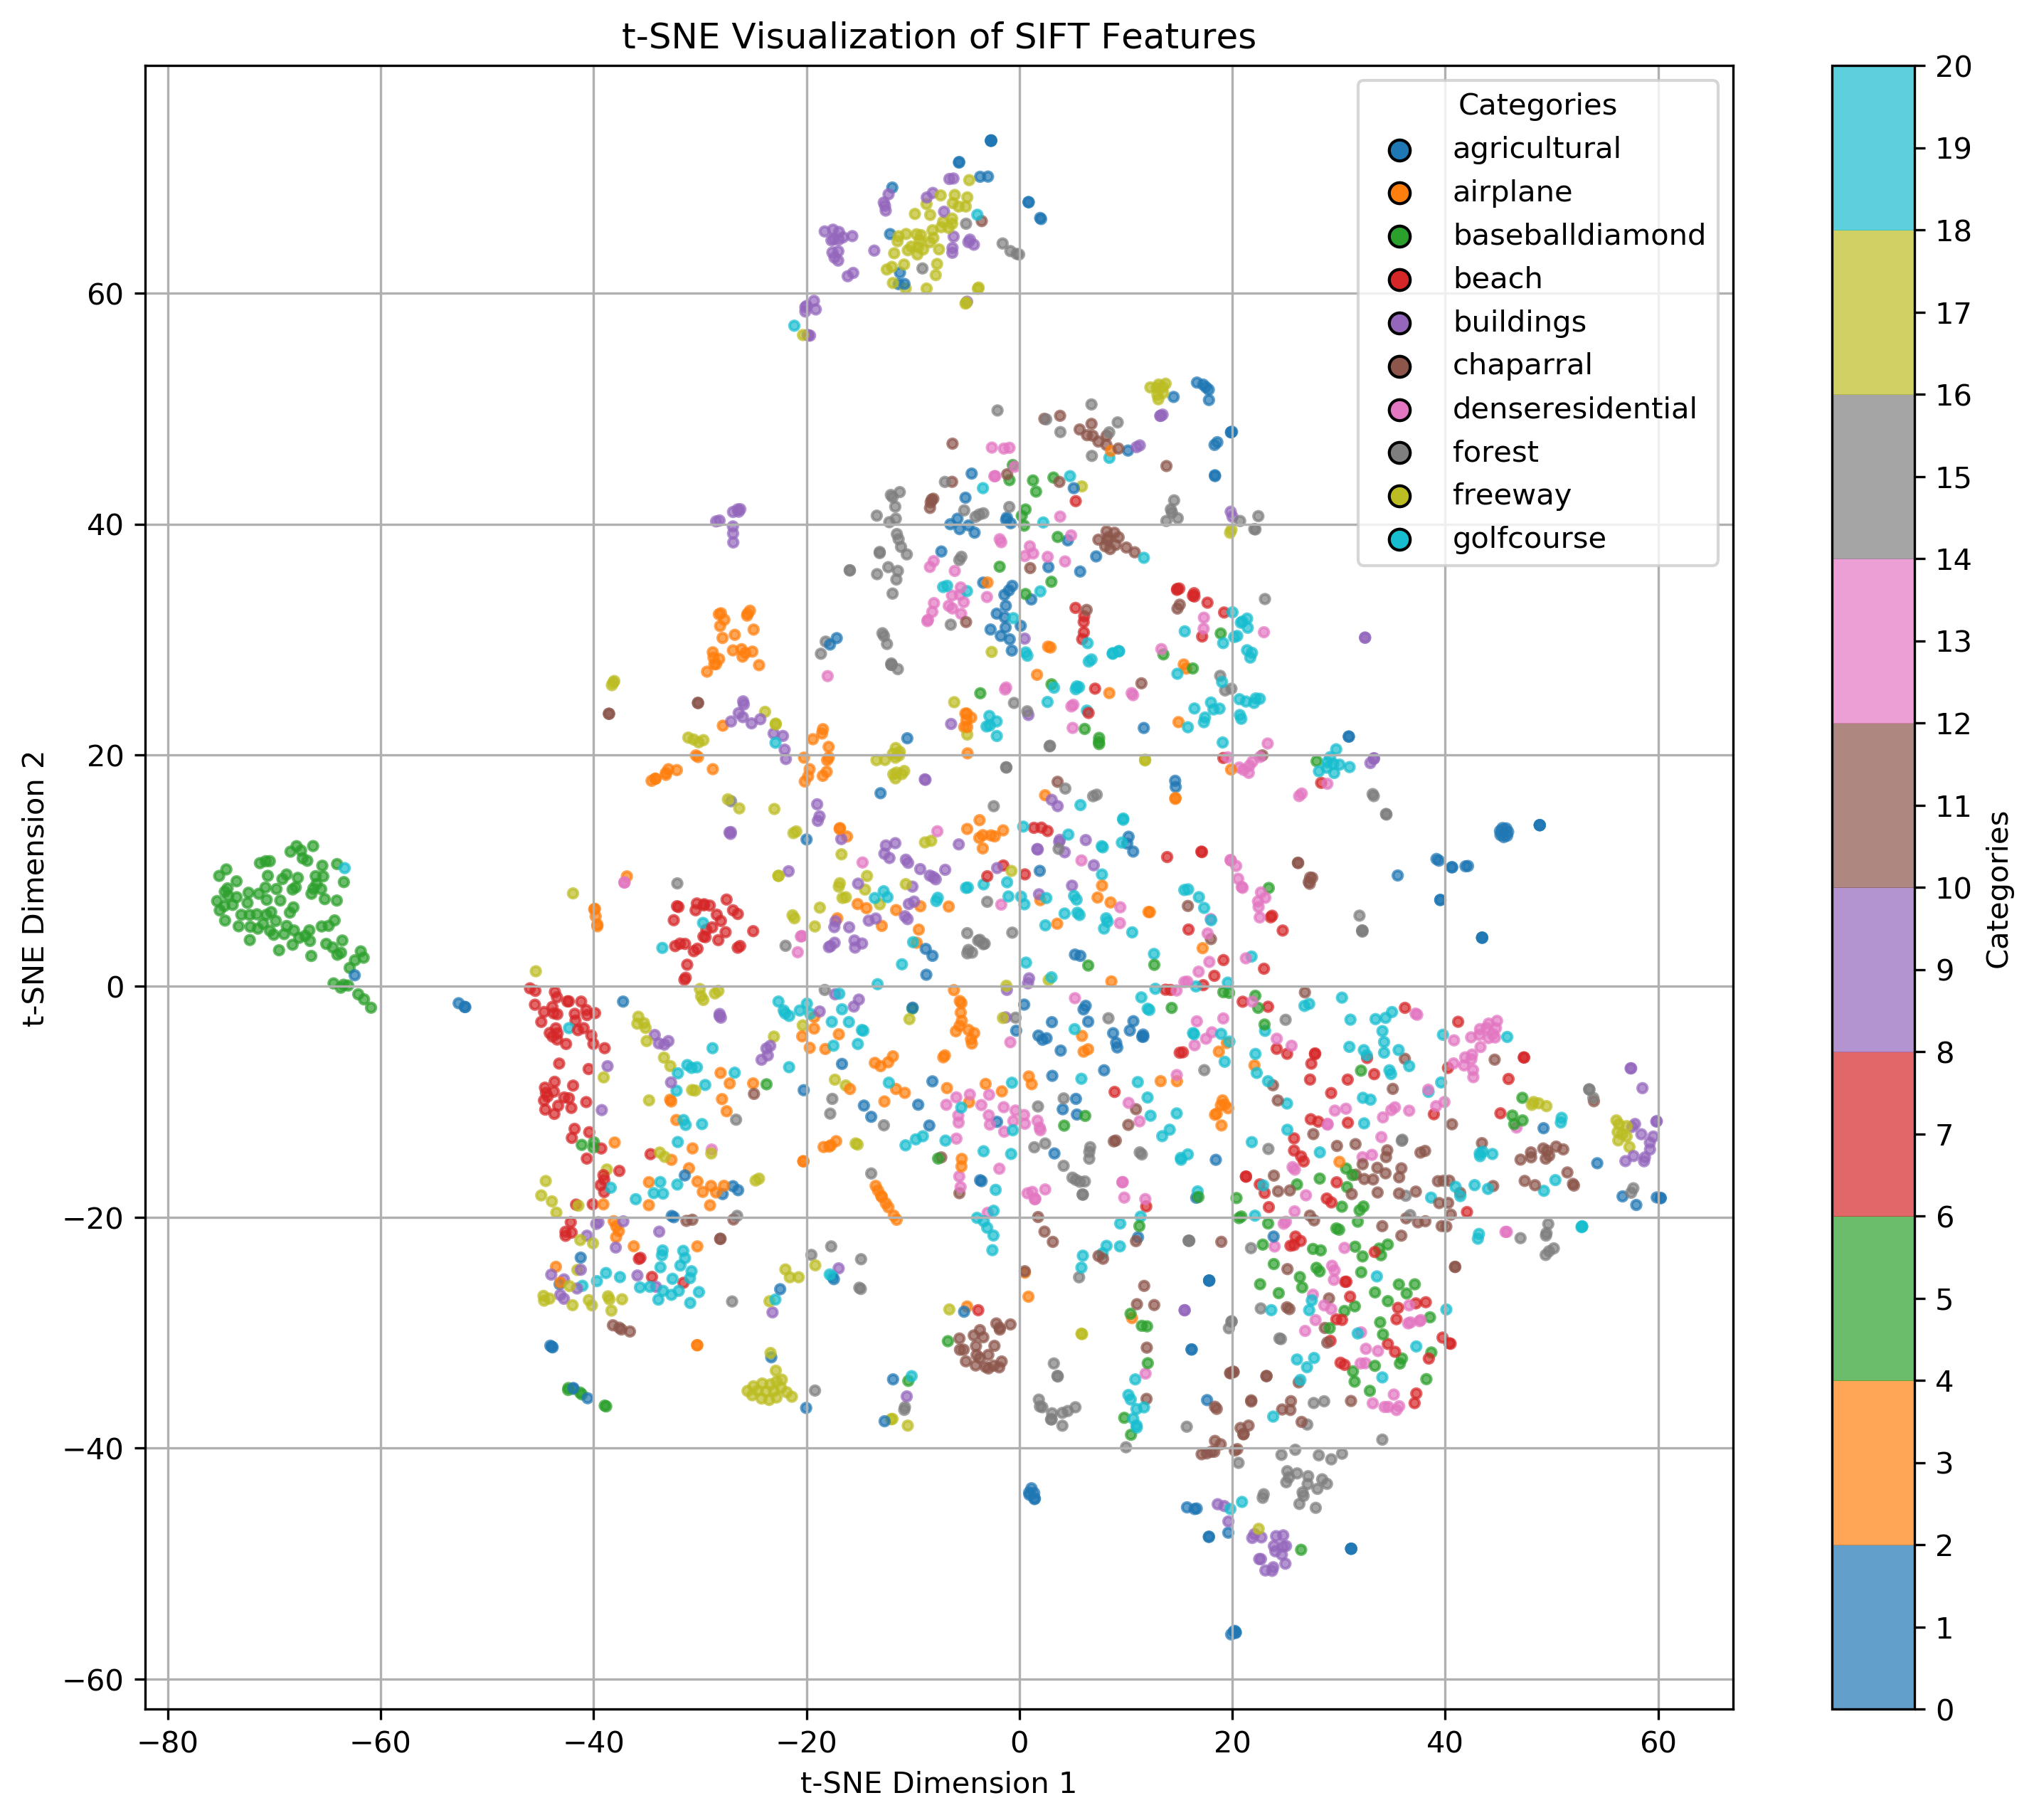 t-SNE Visualization of SIFT Features
Categories
agricultural
airplane
baseballdiamond
beach
buildings
chaparral
denseresidential
forest
freeway
golfcourse
60
40
20
0
−20
−40
−60
t-SNE Dimension 2
−80
−60
−40
−20
0
20
40
60
t-SNE Dimension 1
20
19
18
17
16
15
14
13
12
11
10
9
8
7
6
5
4
3
2
1
0
Categories